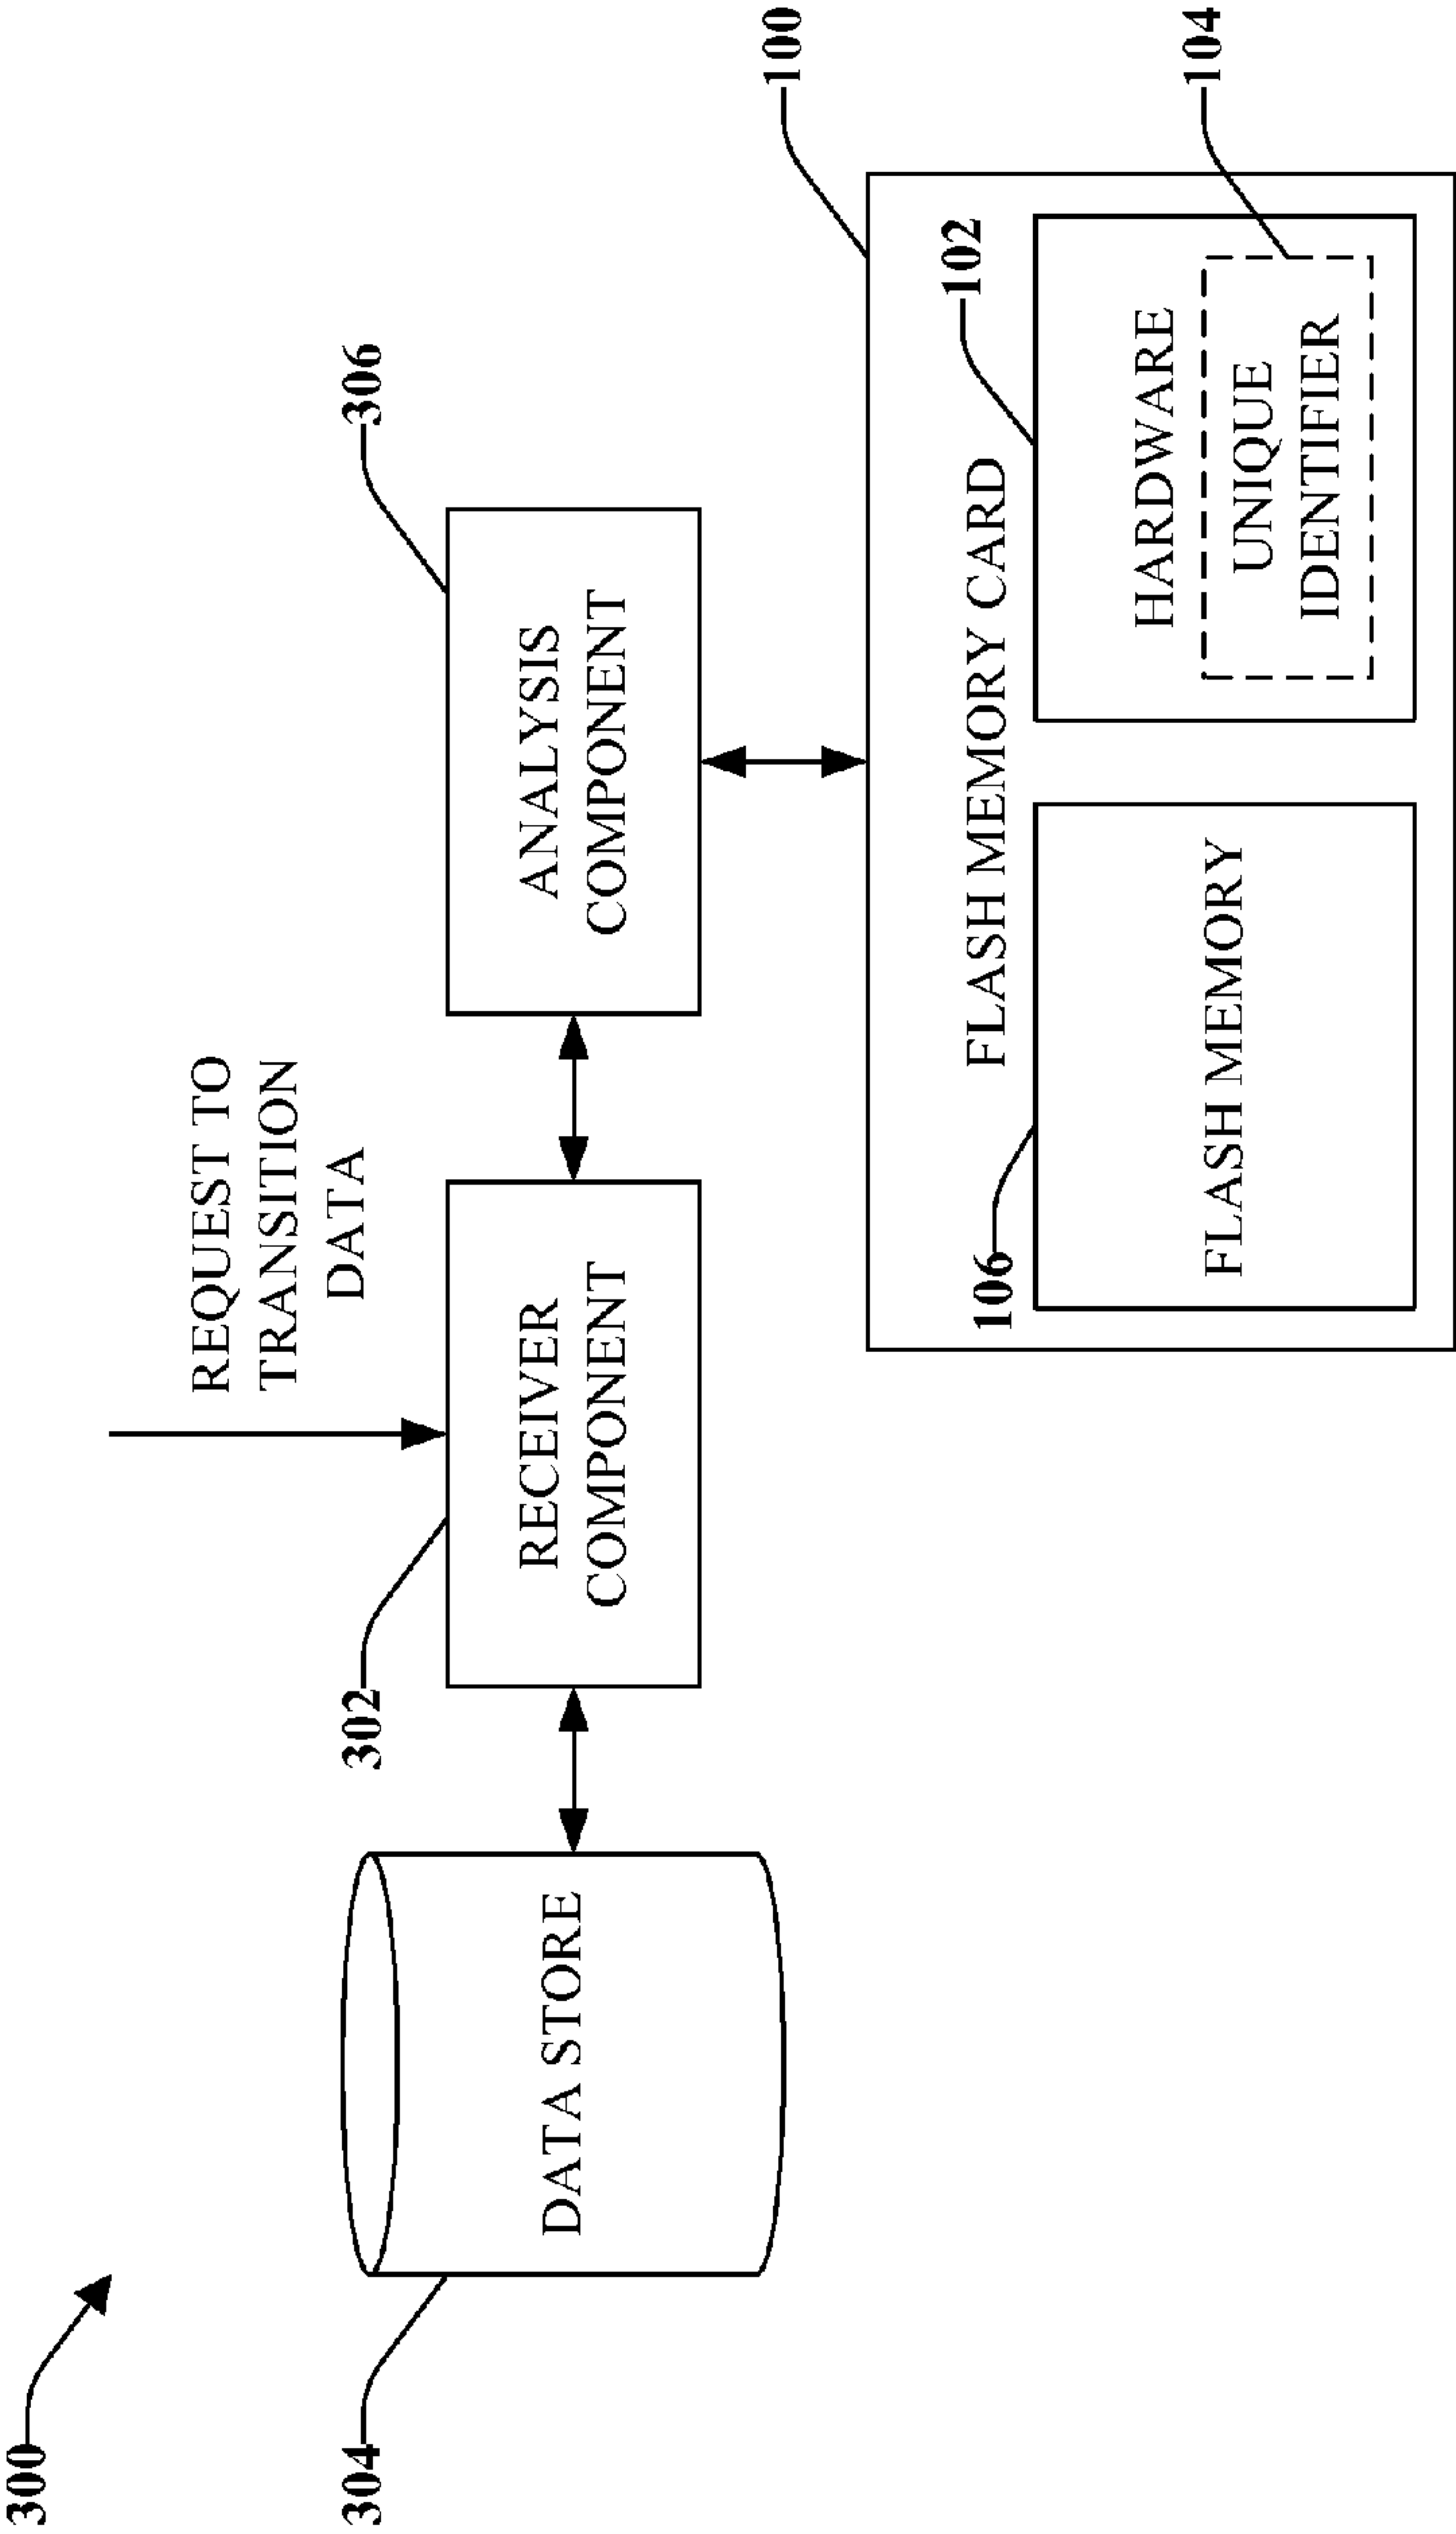 300
REQUEST TO
TRANSITION
DATA
304
302
306
DATA STORE
RECEIVER
COMPONENT
ANALYSIS
COMPONENT
100
FLASH MEMORY CARD
106
102
104
FLASH MEMORY
HARDWARE
UNIQUE
IDENTIFIER